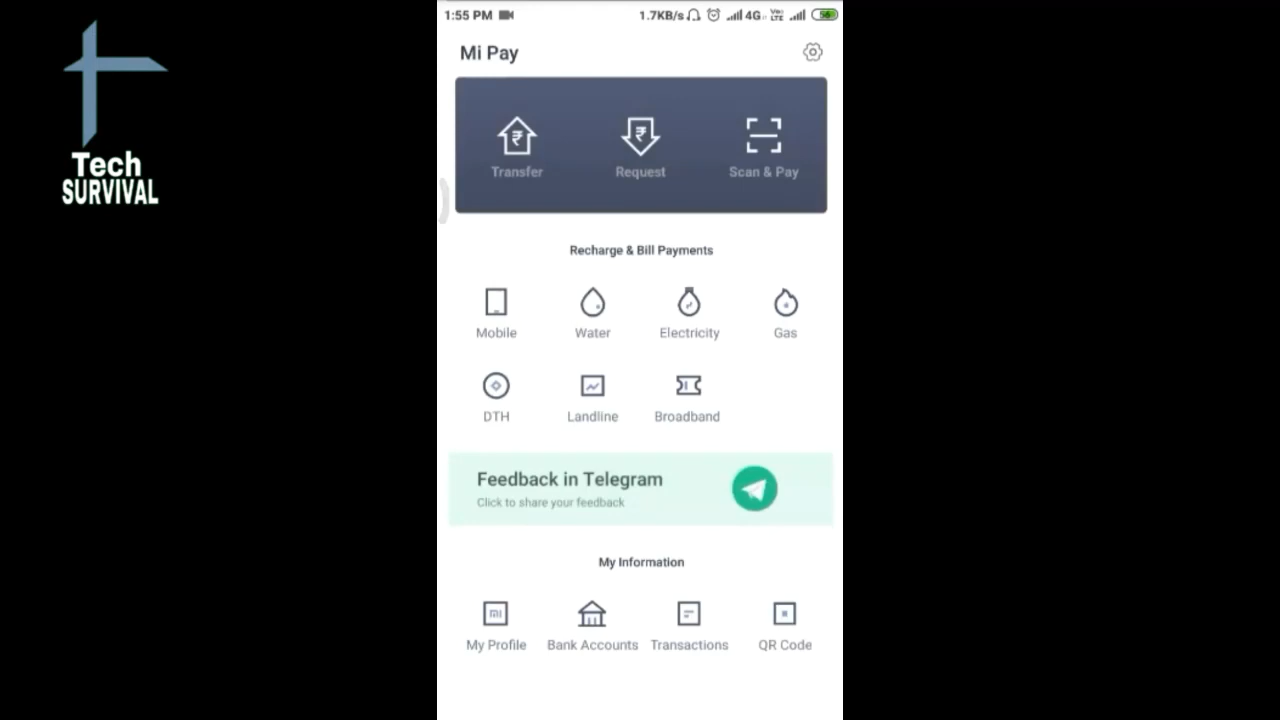 Tech
SURVIVAL
1:55 PM 1.7KB/s 4G VoLTE 56
Mi Pay
Transfer Request Scan & Pay
Recharge & Bill Payments
Mobile Water Electricity Gas
DTH Landline Broadband
Feedback in Telegram
Click to share your feedback
My Information
My Profile Bank Accounts Transactions QR Code